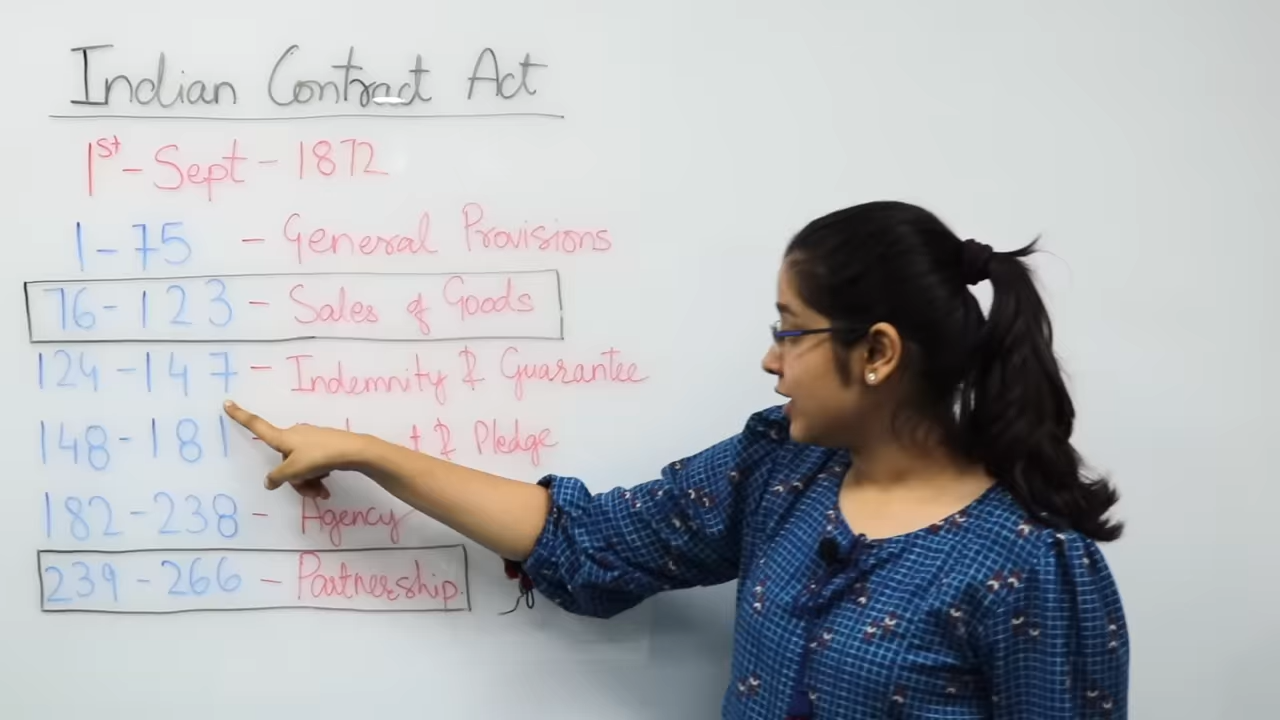 Indian Contract Act
1st - Sept - 1872
1-75 - General Provisions
76-123 - Sales of Goods
124-147 - Indemnity & Guarantee
148-181 - & Pledge
182-238 - Agency
239-266 - Partnership.